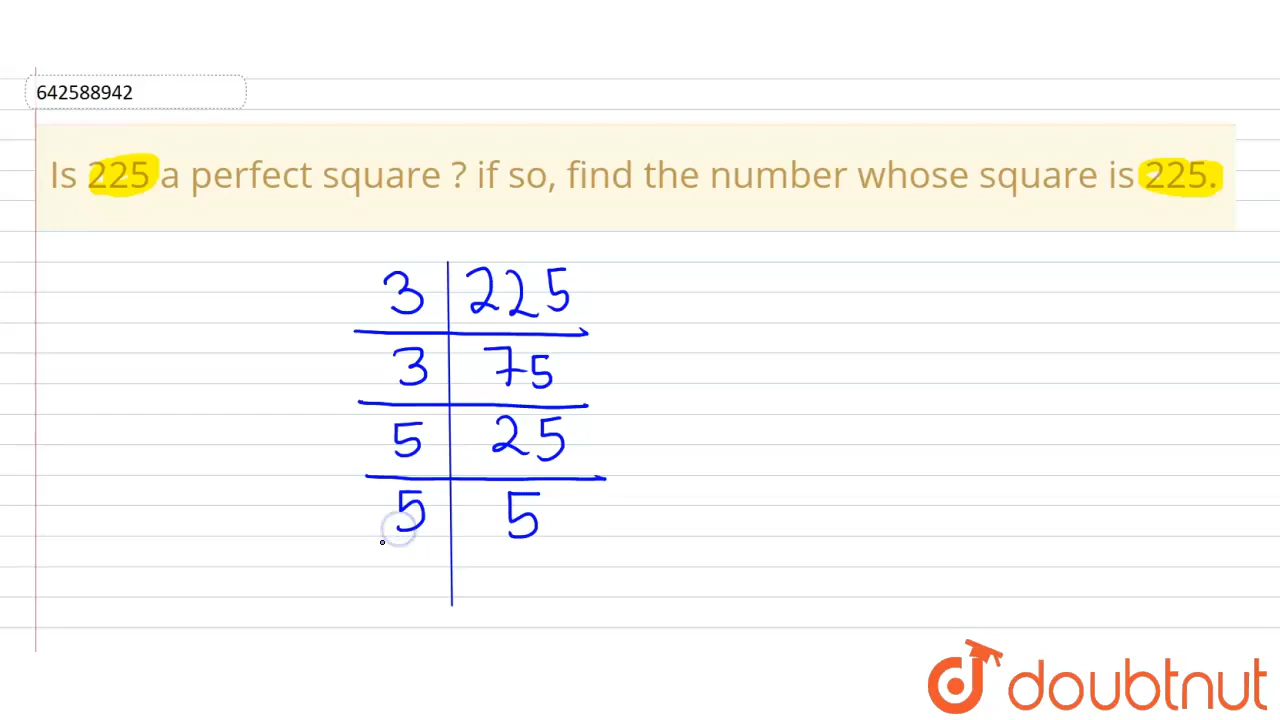 642588942
Is 225 a perfect square ? if so, find the number whose square is 225.
3 225
3 75
5 25
5 5
doubtnut